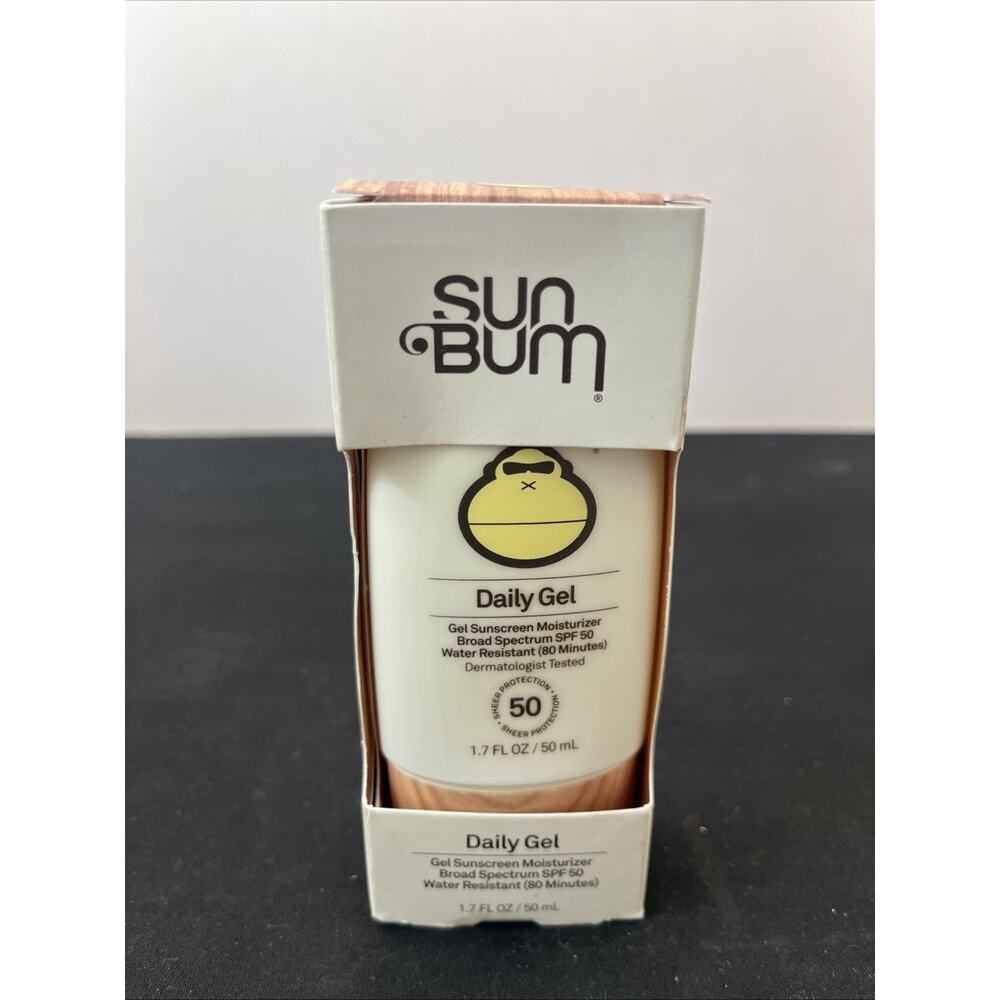 SUN
BUM®
®
Daily Gel
Gel Sunscreen Moisturizer
Broad Spectrum SPF 50
Water Resistant (80 Minutes)
Dermatologist Tested
SHEER PROTECTION • SHEER PROTECTION •
50
1.7 FL OZ / 50 mL
Daily Gel
Gel Sunscreen Moisturizer
Broad Spectrum SPF 50
Water Resistant (80 Minutes)
1.7 FL OZ / 50 mL